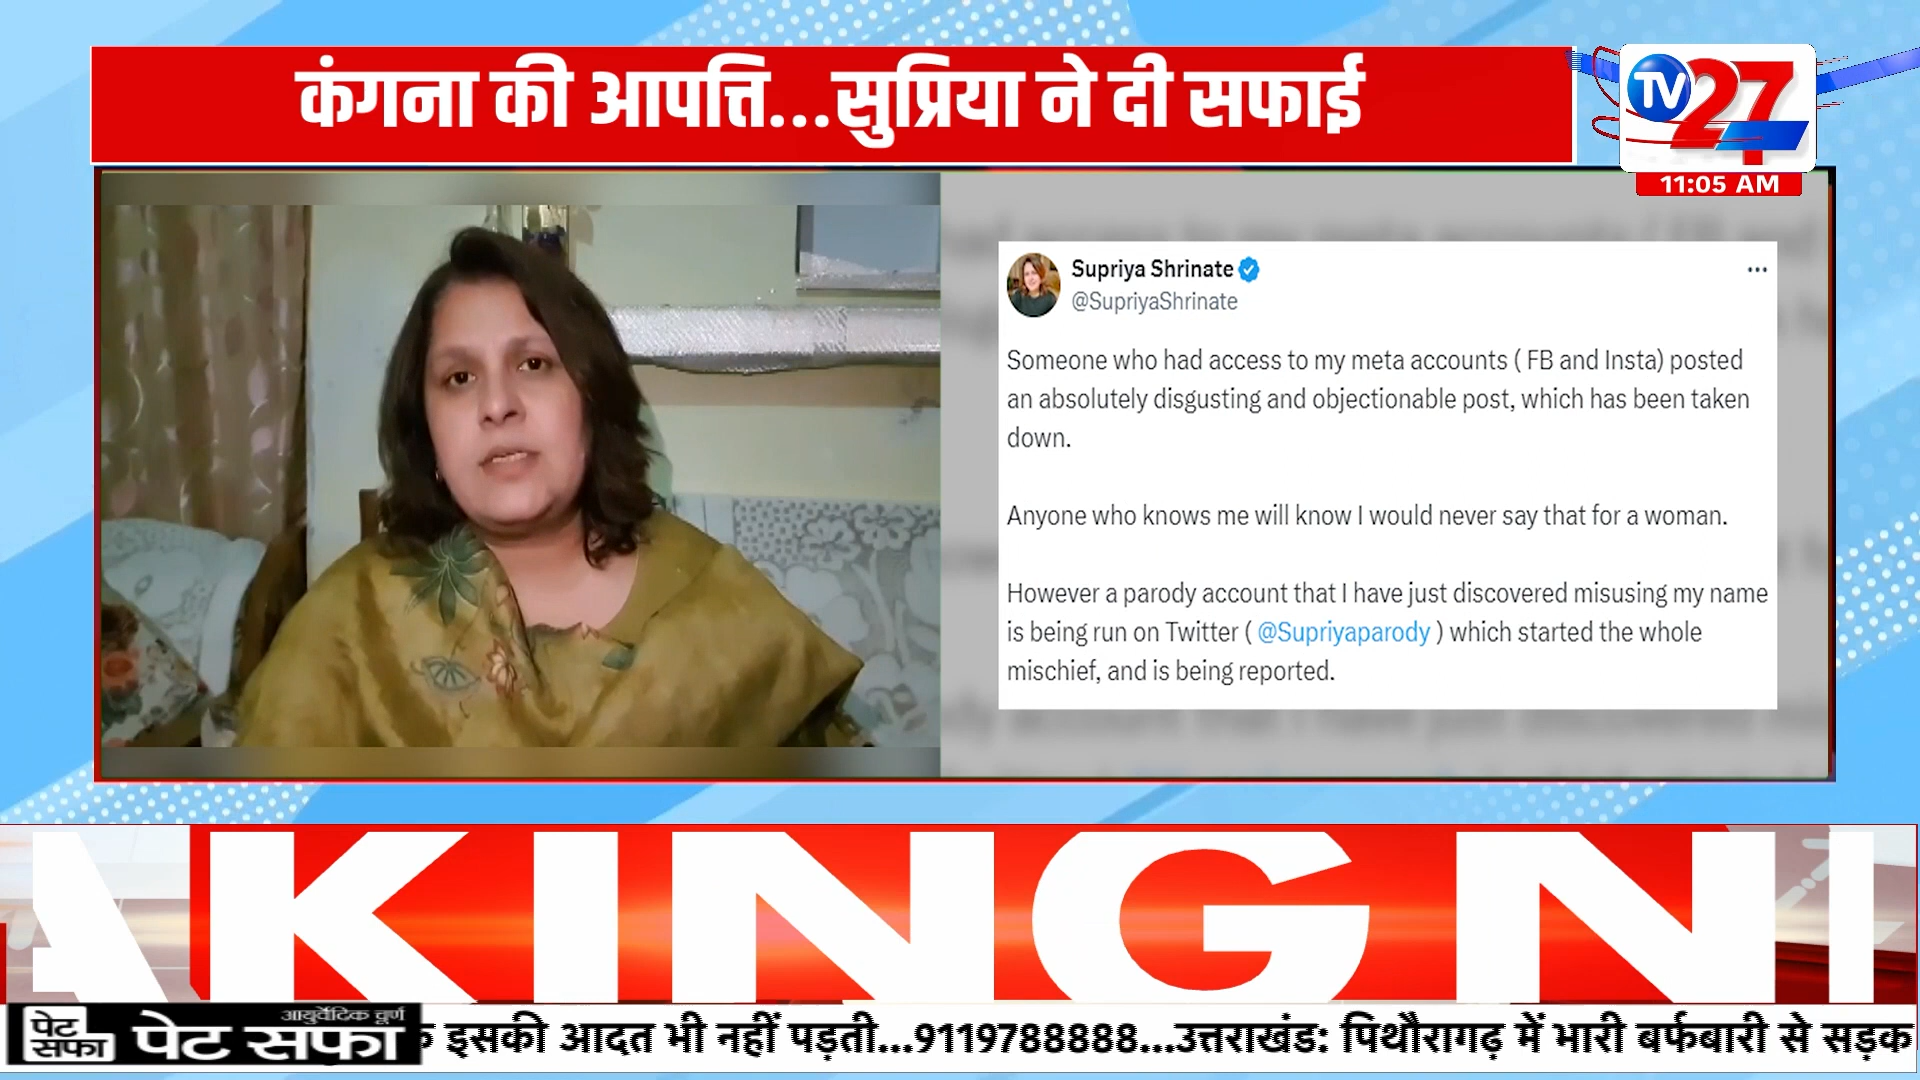 कंगना की आपत्ति...सुप्रिया ने दी सफाई
TV27
11:05 AM
Supriya Shrinate
@SupriyaShrinate
Someone who had access to my meta accounts ( FB and Insta) posted
an absolutely disgusting and objectionable post, which has been taken
down.
Anyone who knows me will know I would never say that for a woman.
However a parody account that I have just discovered misusing my name
is being run on Twitter ( @Supriyaparody ) which started the whole
mischief, and is being reported.
AKING N
पेट सफा
आयुर्वेदिक चूर्ण
पेट सफा
इसकी आदत भी नहीं पड़ती...9119788888...उत्तराखंड: पिथौरागढ़ में भारी बर्फबारी से सड़क